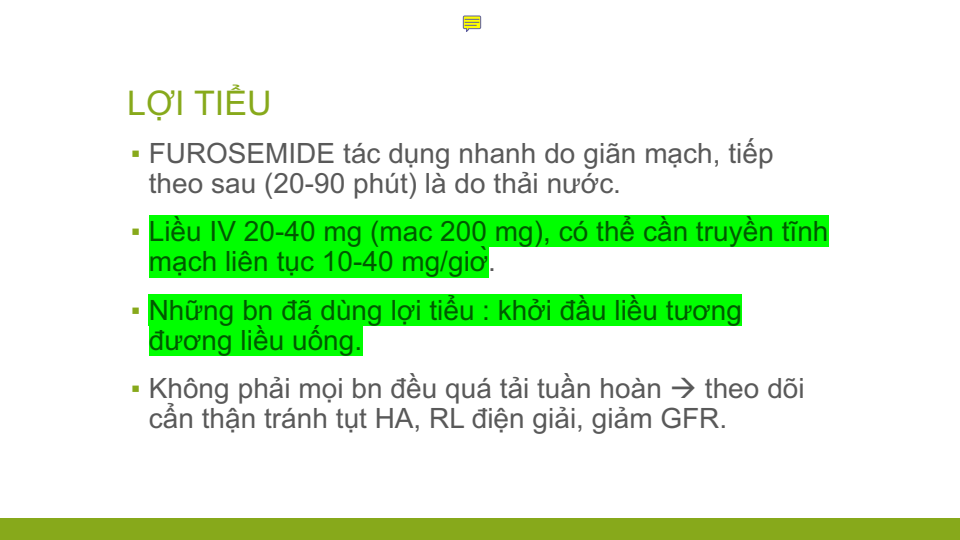 LỢI TIỂU
▪ FUROSEMIDE tác dụng nhanh do giãn mạch, tiếp
theo sau (20-90 phút) là do thải nước.
▪ Liều IV 20-40 mg (mac 200 mg), có thể cần truyền tĩnh
mạch liên tục 10-40 mg/giờ.
▪ Những bn đã dùng lợi tiểu : khởi đầu liều tương
đương liều uống.
▪ Không phải mọi bn đều quá tải tuần hoàn → theo dõi
cẩn thận tránh tụt HA, RL điện giải, giảm GFR.